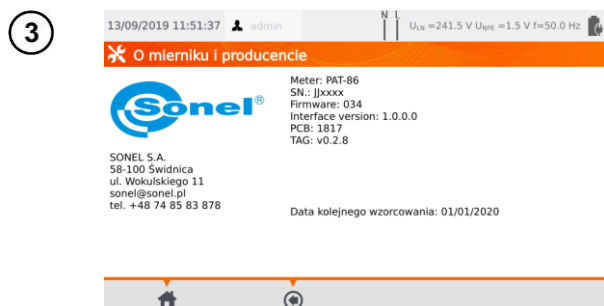 3
13/09/2019 11:51:37 admin
N L
ULN =241.5 V UNPE =1.5 V f=50.0 Hz
O mierniku i producencie
Sonel®
SONEL S.A.
58-100 Świdnica
ul. Wokulskiego 11
sonel@sonel.pl
tel. +48 74 85 83 878
Meter: PAT-86
SN.: JJxxxx
Firmware: 034
Interface version: 1.0.0.0
PCB: 1817
TAG: v0.2.8
Data kolejnego wzorcowania: 01/01/2020